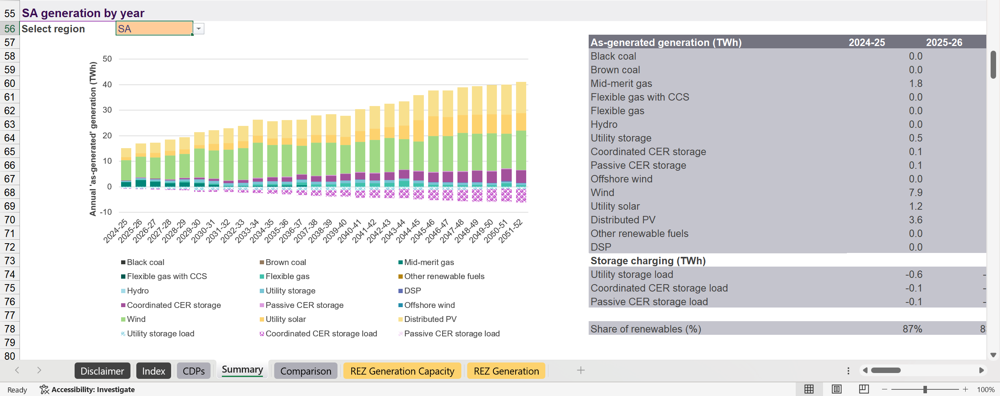 55 SA generation by year
56 Select region SA
57 As-generated generation (TWh) 2024-25 2025-26
58 Black coal 0.0
59 Brown coal 0.0
60 Mid-merit gas 1.8
61 Flexible gas with CCS 0.0
62 Flexible gas 0.0
63 Hydro 0.0
64 Utility storage 0.5
65 Coordinated CER storage 0.1
66 Passive CER storage 0.1
67 Offshore wind 0.0
68 Wind 7.9
69 Utility solar 1.2
70 Distributed PV 3.6
71 Other renewable fuels 0.0
72 DSP 0.0
73 Storage charging (TWh)
74 Utility storage load -0.6 -
75 Coordinated CER storage load -0.1 -
76 Passive CER storage load -0.1 -
77
78 Share of renewables (%) 87% 8
79
80
Annual 'as-generated' generation (TWh)
50
40
30
20
10
0
-10
2024-25 2025-26 2026-27 2027-28 2028-29 2029-30 2030-31 2031-32 2032-33 2033-34 2034-35 2035-36 2036-37 2037-38 2038-39 2039-40 2040-41 2041-42 2042-43 2043-44 2044-45 2045-46 2046-47 2047-48 2048-49 2049-50 2050-51 2051-52
Black coal Brown coal Mid-merit gas
Flexible gas with CCS Flexible gas Other renewable fuels
Hydro Utility storage DSP
Coordinated CER storage Passive CER storage Offshore wind
Wind Utility solar Distributed PV
Utility storage load Coordinated CER storage load Passive CER storage load
Disclaimer Index CDPs Summary Comparison REZ Generation Capacity REZ Generation
Ready Accessibility: Investigate 100%